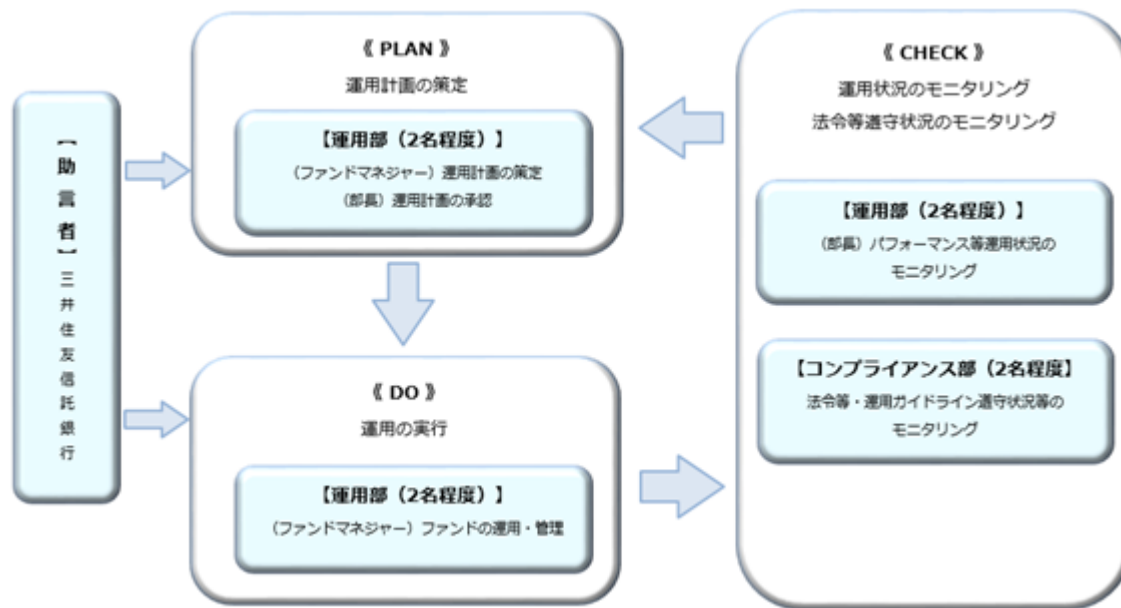 【助言者】三井住友信託銀行
《 PLAN 》
運用計画の策定
【運用部（2名程度）】
（ファンドマネジャー）運用計画の策定
（部長）運用計画の承認
《 DO 》
運用の実行
【運用部（2名程度）】
（ファンドマネジャー）ファンドの運用・管理
《 CHECK 》
運用状況のモニタリング
法令等遵守状況のモニタリング
【運用部（2名程度）】
（部長）パフォーマンス等運用状況の
モニタリング
【コンプライアンス部（2名程度】
法令等・運用ガイドライン遵守状況等の
モニタリング